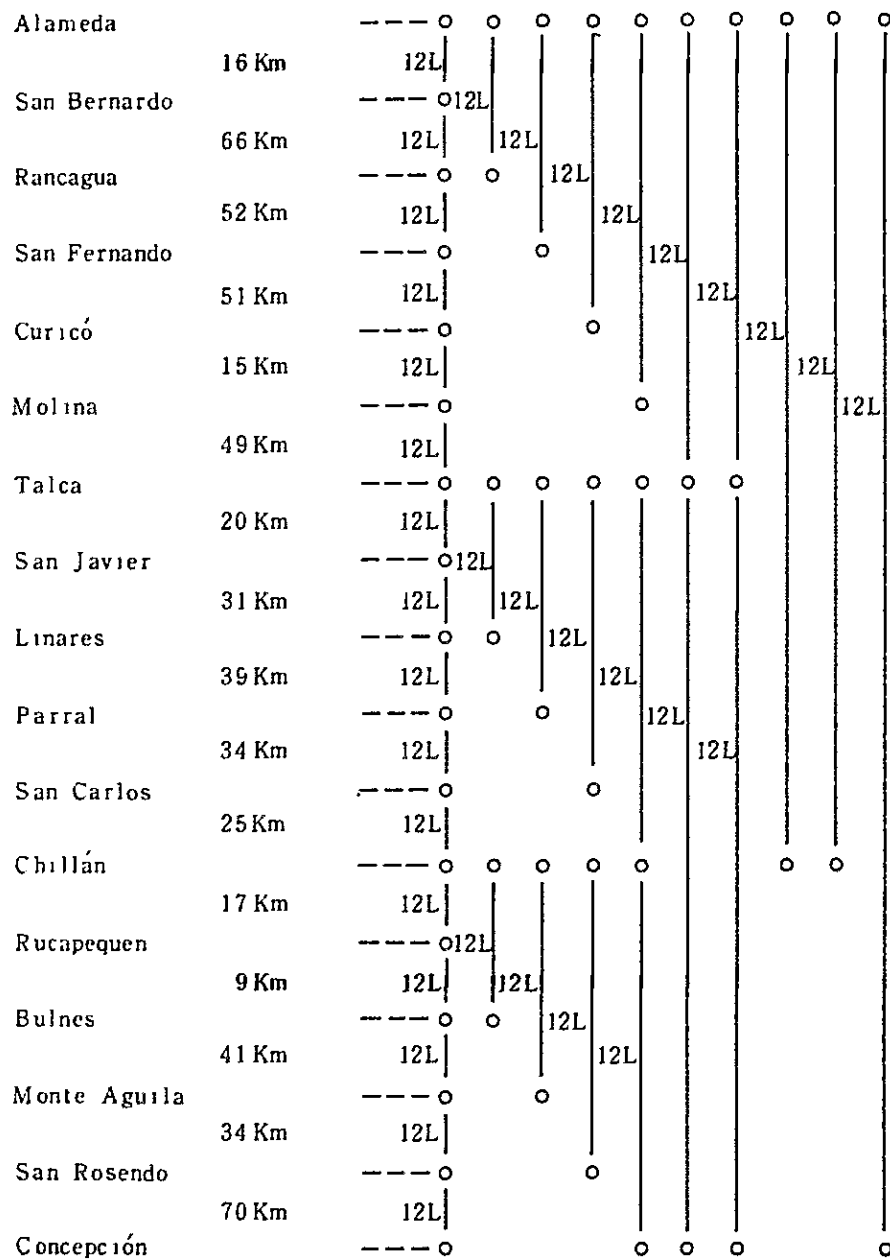 Alameda
16 Km 12L
San Bernardo 12L
66 Km 12L 12L
Rancagua 12L
52 Km 12L 12L
San Fernando 12L
51 Km 12L 12L
Curicó 12L
15 Km 12L 12L
Molina 12L
49 Km 12L
Talca
20 Km 12L
San Javier 12L
31 Km 12L 12L
Linares 12L
39 Km 12L 12L
Parral 12L
34 Km 12L 12L
San Carlos
25 Km 12L
Chillán
17 Km 12L
Rucapequen 12L
9 Km 12L 12L
Bulnes 12L
41 Km 12L 12L
Monte Aguila
34 Km 12L
San Rosendo
70 Km 12L
Concepción